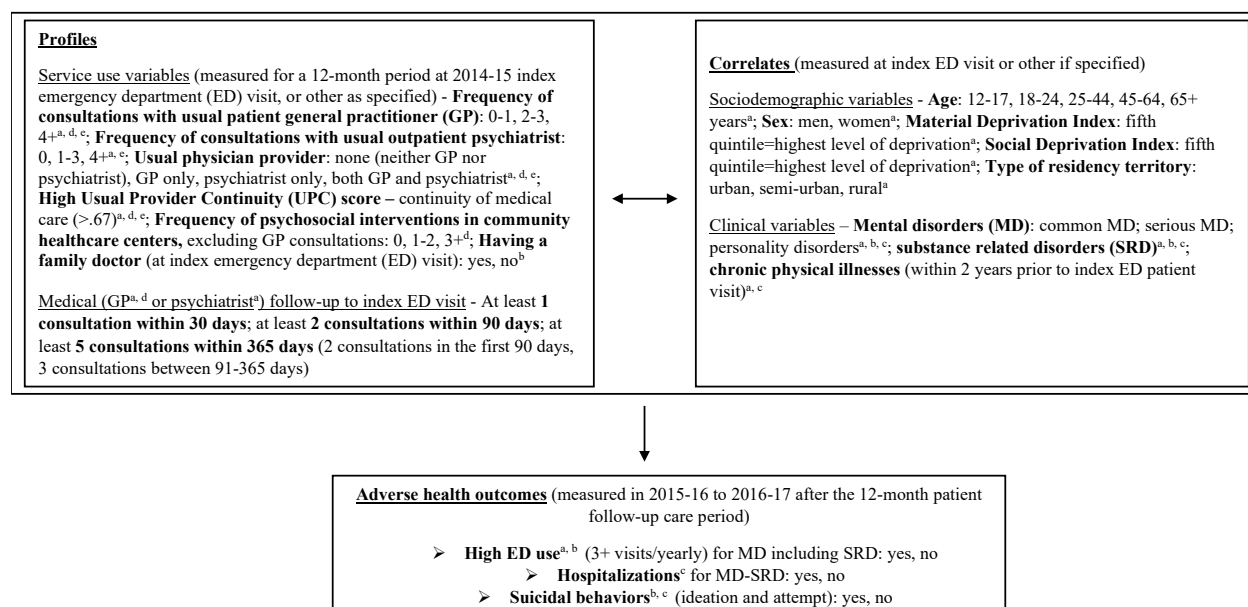 Profiles
Service use variables (measured for a 12-month period at 2014-15 index
emergency department (ED) visit, or other as specified) - Frequency of
consultations with usual patient general practitioner (GP): 0-1, 2-3,
4+a, d, e; Frequency of consultations with usual outpatient psychiatrist:
0, 1-3, 4+a, e; Usual physician provider: none (neither GP nor
psychiatrist), GP only, psychiatrist only, both GP and psychiatrista, d, e;
High Usual Provider Continuity (UPC) score – continuity of medical
care (>.67)a, d, e; Frequency of psychosocial interventions in community
healthcare centers, excluding GP consultations: 0, 1-2, 3+d; Having a
family doctor (at index emergency department (ED) visit): yes, nob
Medical (GPa, d or psychiatrista) follow-up to index ED visit - At least 1
consultation within 30 days; at least 2 consultations within 90 days; at
least 5 consultations within 365 days (2 consultations in the first 90 days,
3 consultations between 91-365 days)
Correlates (measured at index ED visit or other if specified)
Sociodemographic variables - Age: 12-17, 18-24, 25-44, 45-64, 65+
yearsa; Sex: men, womena; Material Deprivation Index: fifth
quintile=highest level of deprivationa; Social Deprivation Index: fifth
quintile=highest level of deprivationa; Type of residency territory:
urban, semi-urban, rurala
Clinical variables – Mental disorders (MD): common MD; serious MD;
personality disordersa, b, c; substance related disorders (SRD)a, b, c;
chronic physical illnesses (within 2 years prior to index ED patient
visit)a, c
Adverse health outcomes (measured in 2015-16 to 2016-17 after the 12-month patient
follow-up care period)
➢ High ED usea, b (3+ visits/yearly) for MD including SRD: yes, no
➢ Hospitalizationsc for MD-SRD: yes, no
➢ Suicidal behaviorsb, c (ideation and attempt): yes, no